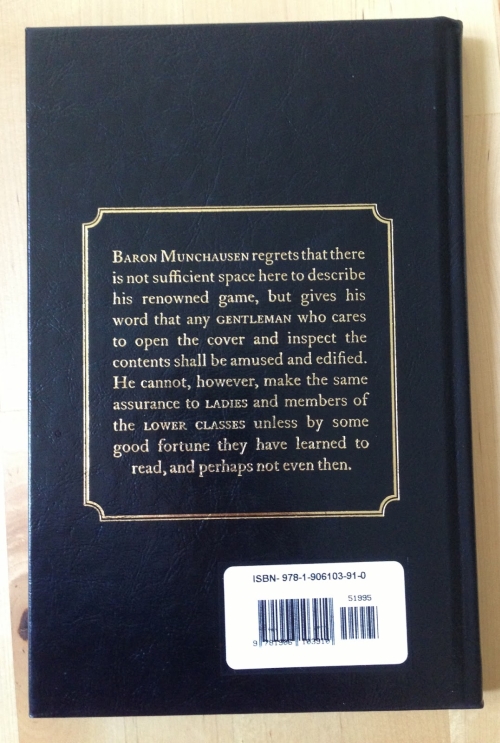 BARON MUNCHAUSEN regrets that there
is not sufficient space here to describe
his renowned game, but gives his
word that any GENTLEMAN who cares
to open the cover and inspect the
contents shall be amused and edified.
He cannot, however, make the same
assurance to LADIES and members of
the LOWER CLASSES unless by some
good fortune they have learned to
read, and perhaps not even then.
ISBN- 978-1-906103-91-0
51995
9 781906 103910